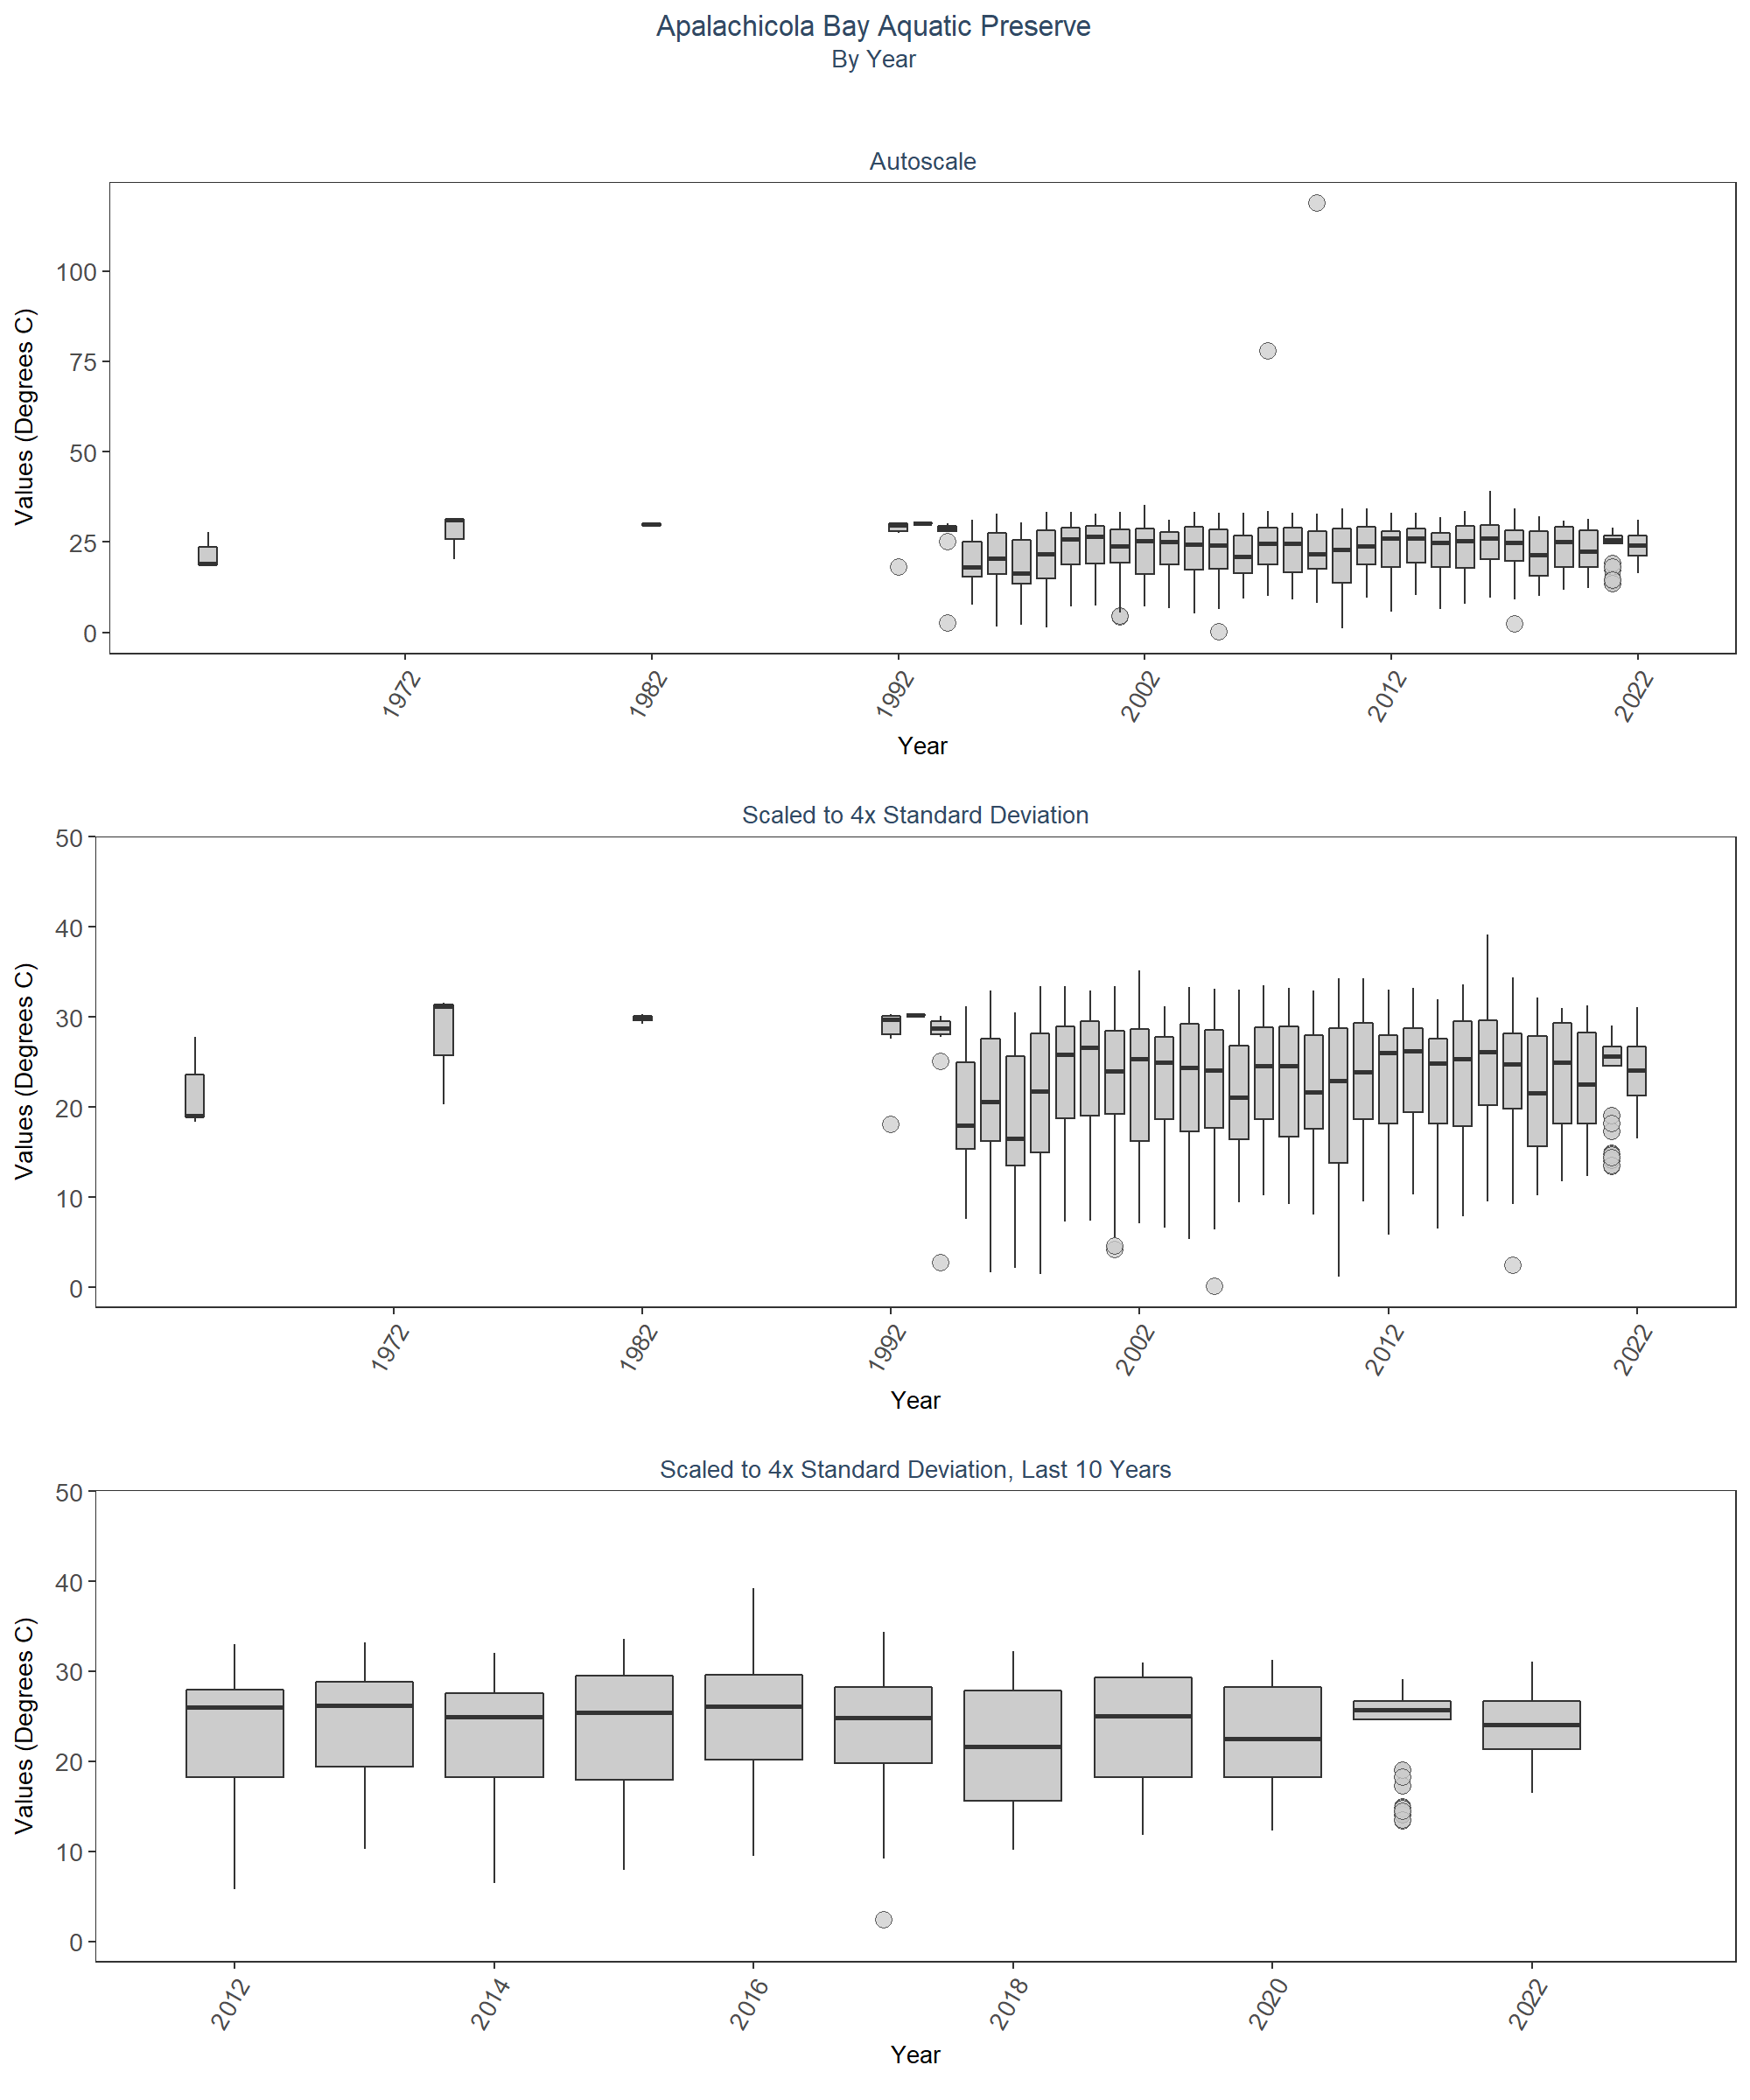 Apalachicola Bay Aquatic Preserve
By Year
Autoscale
Values (Degrees C)
100
75
50
25
0
1972 1982 1992 2002 2012 2022
Year
Scaled to 4x Standard Deviation
Values (Degrees C)
50
40
30
20
10
0
1972 1982 1992 2002 2012 2022
Year
Scaled to 4x Standard Deviation, Last 10 Years
Values (Degrees C)
50
40
30
20
10
0
2012 2014 2016 2018 2020 2022
Year